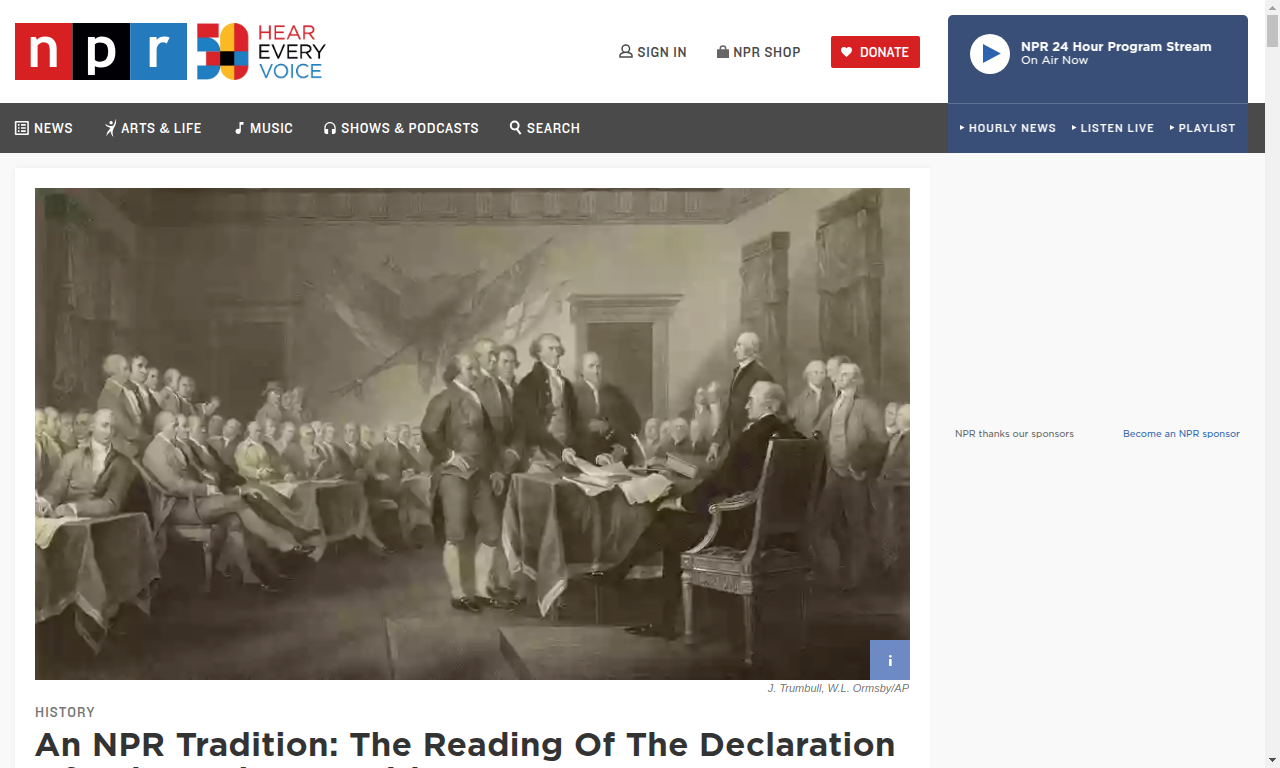 npr
HEAR
EVERY
VOICE
SIGN IN
NPR SHOP
DONATE
NPR 24 Hour Program Stream
On Air Now
NEWS
ARTS & LIFE
MUSIC
SHOWS & PODCASTS
SEARCH
HOURLY NEWS
LISTEN LIVE
PLAYLIST
NPR thanks our sponsors
Become an NPR sponsor
i
J. Trumbull, W.L. Ormsby/AP
HISTORY
An NPR Tradition: The Reading Of The Declaration